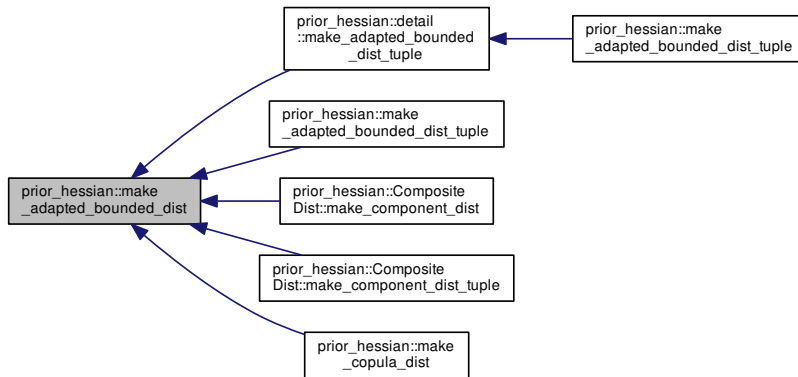 prior_hessian::detail
::make_adapted_bounded
_dist_tuple
prior_hessian::make
_adapted_bounded_dist_tuple
prior_hessian::make
_adapted_bounded_dist_tuple
prior_hessian::make
_adapted_bounded_dist
prior_hessian::Composite
Dist::make_component_dist
prior_hessian::Composite
Dist::make_component_dist_tuple
prior_hessian::make
_copula_dist